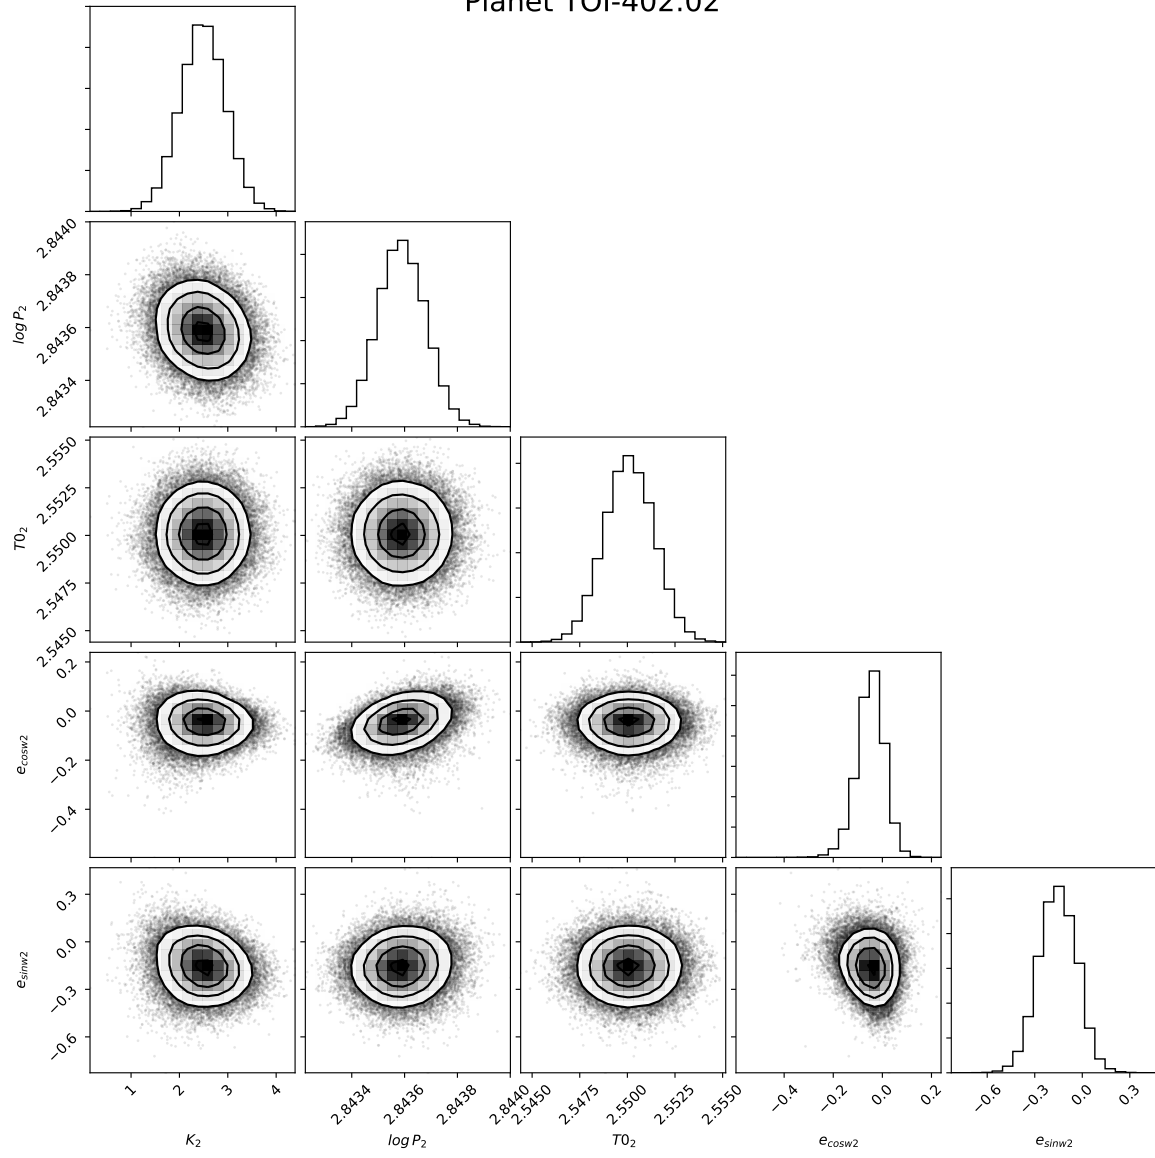 Planet TOI-402.02
2.8440
2.8438
2.8436
2.8434
log P2
2.5550
2.5525
2.5500
2.5475
2.5450
T02
0.2
0.0
−0.2
−0.4
ecosw2
0.3
0.0
−0.3
−0.6
esinw2
1 2 3 4
2.8434 2.8436 2.8438 2.8440
2.5450 2.5475 2.5500 2.5525 2.5550
−0.4 −0.2 0.0 0.2
−0.6 −0.3 0.0 0.3
K2 log P2 T02 ecosw2 esinw2